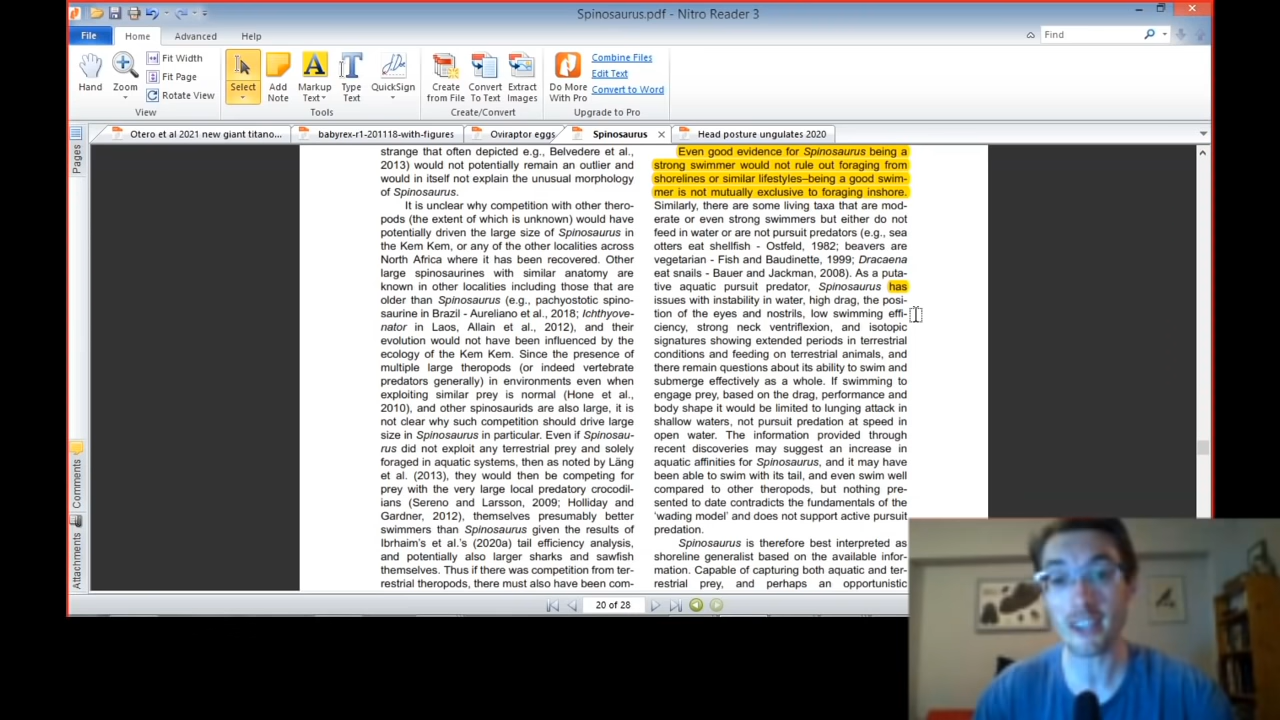 Spinosaurus.pdf - Nitro Reader 3
File
Home
Advanced
Help
Find
Hand
Zoom
Fit Width
Fit Page
Rotate View
View
Select
Add
Note
Markup
Text
Type
Text
QuickSign
Tools
Create
from File
Convert
To Text
Extract
Images
Create/Convert
Do More
With Pro
Combine Files
Edit Text
Convert to Word
Upgrade to Pro
Otero et al 2021 new giant titano...
babyrex-r1-201118-with-figures
Oviraptor eggs
Spinosaurus
Head posture ungulates 2020
Pages
Comments
Attachments
strange that often depicted e.g., Belvedere et al.,
2013) would not potentially remain an outlier and
would in itself not explain the unusual morphology
of Spinosaurus.
It is unclear why competition with other thero-
pods (the extent of which is unknown) would have
potentially driven the large size of Spinosaurus in
the Kem Kem, or any of the other localities across
North Africa where it has been recovered. Other
large spinosaurines with similar anatomy are
known in other localities including those that are
older than Spinosaurus (e.g., pachyostotic spino-
saurine in Brazil - Aureliano et al., 2018; Ichthyove-
nator in Laos, Allain et al., 2012), and their
evolution would not have been influenced by the
ecology of the Kem Kem. Since the presence of
multiple large theropods (or indeed vertebrate
predators generally) in environments even when
exploiting similar prey is normal (Hone et al.,
2010), and other spinosaurids are also large, it is
not clear why such competition should drive large
size in Spinosaurus in particular. Even if Spinosau-
rus did not exploit any terrestrial prey and solely
foraged in aquatic systems, then as noted by Läng
et al. (2013), they would then be competing for
prey with the very large local predatory crocodil-
ians (Sereno and Larsson, 2009; Holliday and
Gardner, 2012), themselves presumably better
swimmers than Spinosaurus given the results of
Ibrhaim's et al.'s (2020a) tail efficiency analysis,
and potentially also larger sharks and sawfish
themselves. Thus if there was competition from ter-
restrial theropods, there must also have been com-
Even good evidence for Spinosaurus being a
strong swimmer would not rule out foraging from
shorelines or similar lifestyles–being a good swim-
mer is not mutually exclusive to foraging inshore.
Similarly, there are some living taxa that are mod-
erate or even strong swimmers but either do not
feed in water or are not pursuit predators (e.g., sea
otters eat shellfish - Ostfeld, 1982; beavers are
vegetarian - Fish and Baudinette, 1999; Dracaena
eat snails - Bauer and Jackman, 2008). As a puta-
tive aquatic pursuit predator, Spinosaurus has
issues with instability in water, high drag, the posi-
tion of the eyes and nostrils, low swimming effi-
ciency, strong neck ventriflexion, and isotopic
signatures showing extended periods in terrestrial
conditions and feeding on terrestrial animals, and
there remain questions about its ability to swim and
submerge effectively as a whole. If swimming to
engage prey, based on the drag, performance and
body shape it would be limited to lunging attack in
shallow waters, not pursuit predation at speed in
open water. The information provided through
recent discoveries may suggest an increase in
aquatic affinities for Spinosaurus, and it may have
been able to swim with its tail, and even swim well
compared to other theropods, but nothing pre-
sented to date contradicts the fundamentals of the
'wading model' and does not support active pursuit
predation.
Spinosaurus is therefore best interpreted as
shoreline generalist based on the available infor-
mation. Capable of capturing both aquatic and ter-
restrial prey, and perhaps an opportunistic
20 of 28